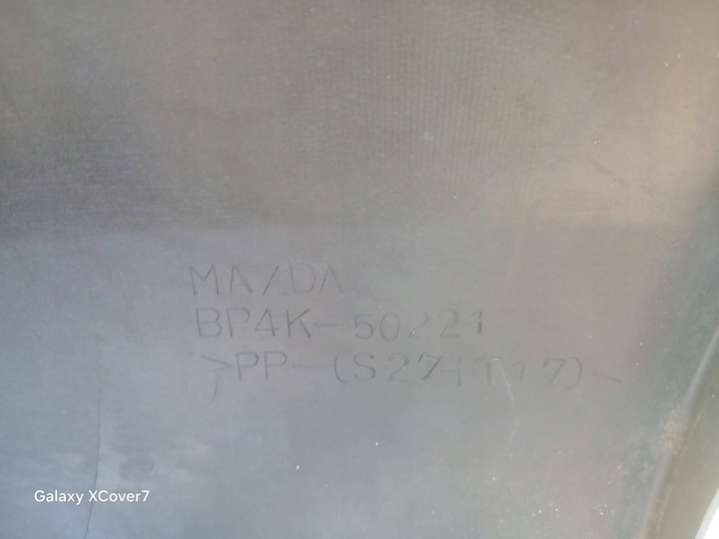 MAZDA
BP4K-50221
>PP-(S2
Galaxy XCover7